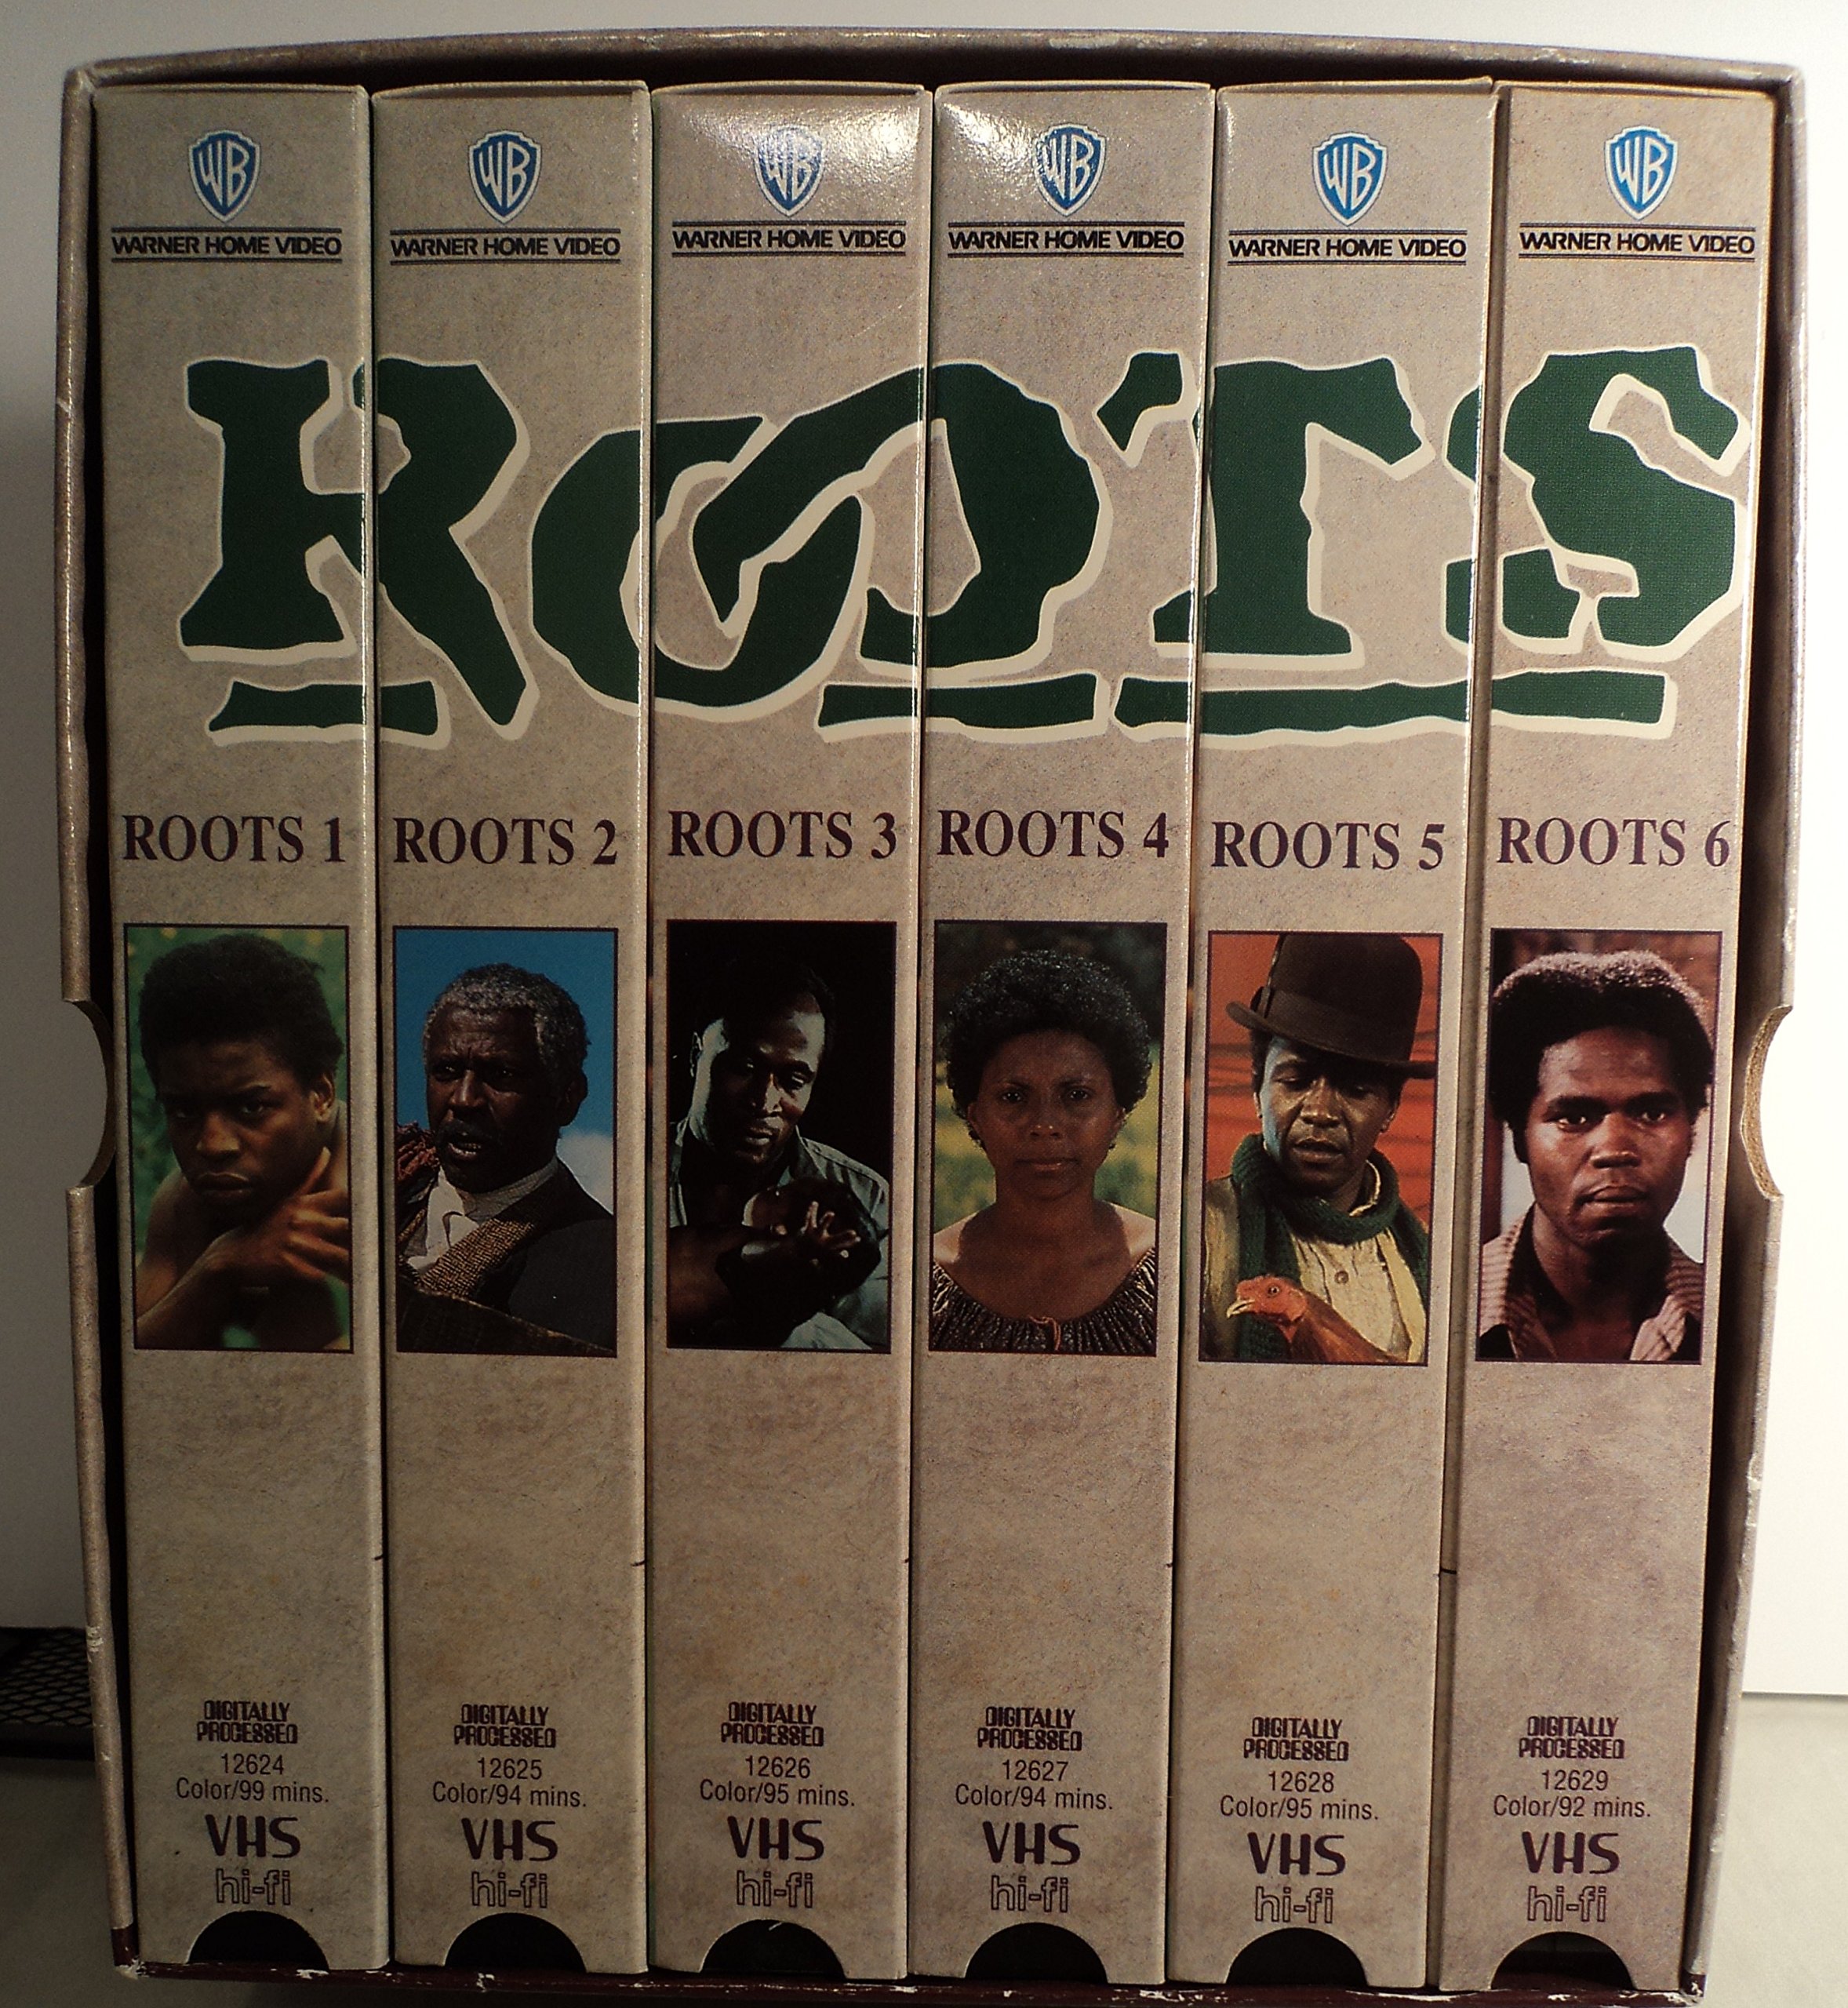 WB
WARNER HOME VIDEO
WB
WARNER HOME VIDEO
WB
WARNER HOME VIDEO
WB
WARNER HOME VIDEO
WB
WARNER HOME VIDEO
WB
WARNER HOME VIDEO
ROOTS
ROOTS 1
ROOTS 2
ROOTS 3
ROOTS 4
ROOTS 5
ROOTS 6
DIGITALLY
PROCESSED
12624
Color/99 mins.
VHS
hi-fi
DIGITALLY
PROCESSED
12625
Color/94 mins.
VHS
hi-fi
DIGITALLY
PROCESSED
12626
Color/95 mins.
VHS
hi-fi
DIGITALLY
PROCESSED
12627
Color/94 mins.
VHS
hi-fi
DIGITALLY
PROCESSED
12628
Color/95 mins.
VHS
hi-fi
DIGITALLY
PROCESSED
12629
Color/92 mins.
VHS
hi-fi